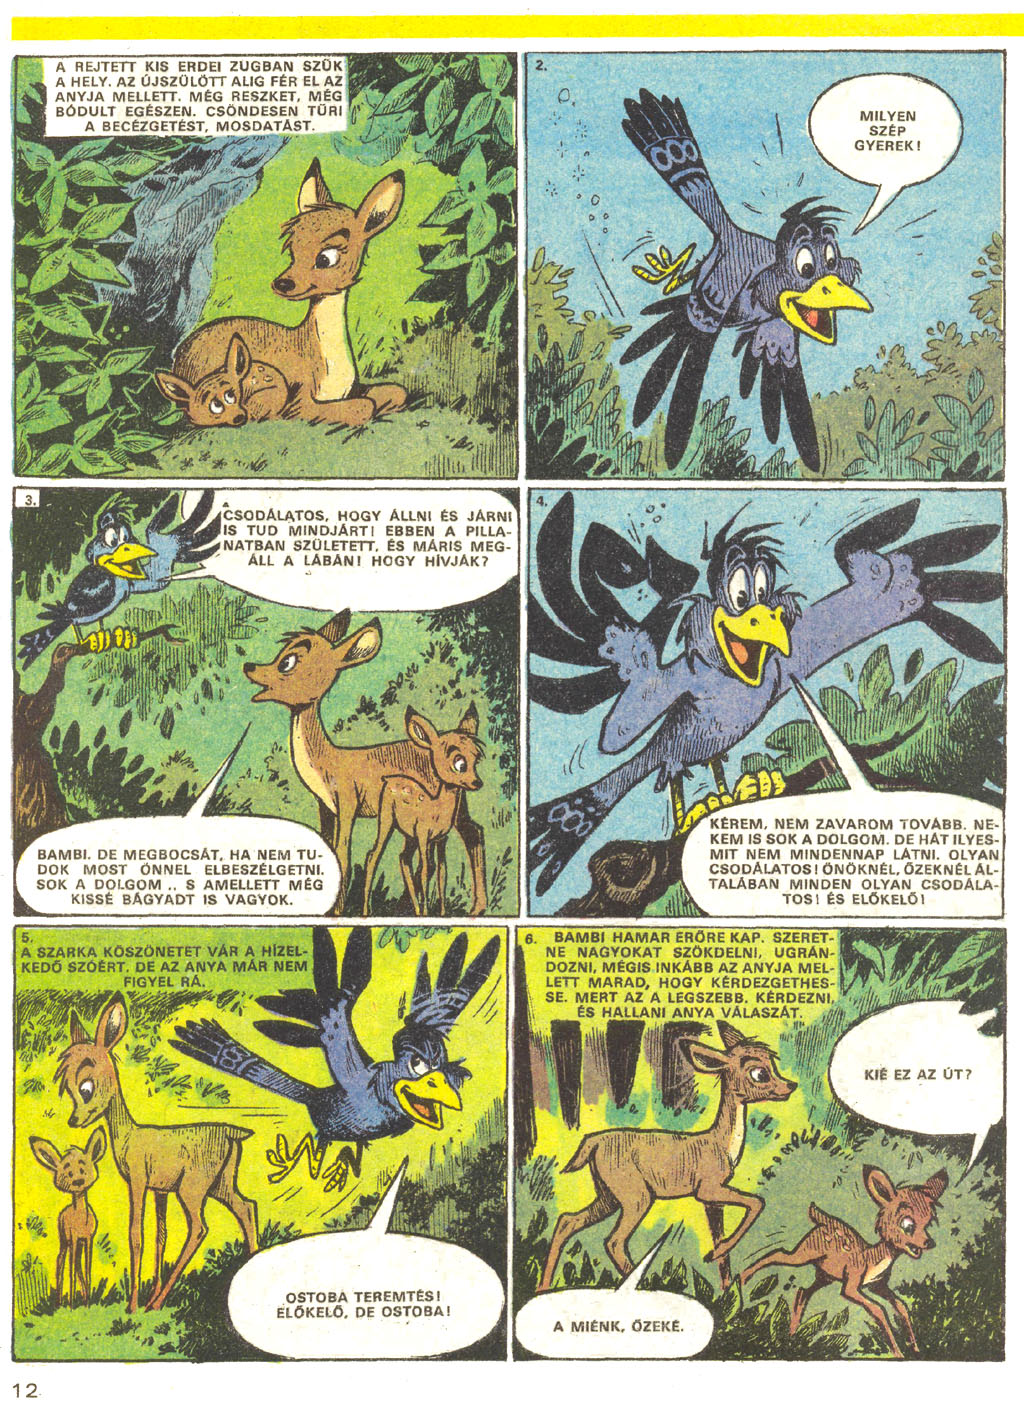 A REJTETT KIS ERDEI ZUGBAN SZÜK
A HELY. AZ ÚJSZÜLÖTT ALIG FÉR EL AZ
ANYJA MELLETT. MÉG RESZKET, MÉG
BÓDULT EGÉSZEN. CSÖNDESEN TŰRI
A BECÉZGETÉST, MOSDATÁST.
2.
MILYEN
SZÉP
GYEREK!
3.
CSODÁLATOS, HOGY ÁLLNI ÉS JÁRNI
IS TUD MINDJÁRT! EBBEN A PILLA-
NATBAN SZÜLETETT, ÉS MÁRIS MEG-
ÁLL A LÁBÁN! HOGY HÍVJÁK?
BAMBI. DE MEGBOCSÁT, HA NEM TU-
DOK MOST ÖNNEL ELBESZÉLGETNI.
SOK A DOLGOM .. S AMELLETT MÉG
KISSÉ BÁGYADT IS VAGYOK.
4.
KÉREM, NEM ZAVAROM TOVÁBB. NE-
KEM IS SOK A DOLGOM. DE HÁT ILYES-
MIT NEM MINDENNAP LÁTNI. OLYAN
CSODÁLATOS! ÖNÖKNÉL, ŐZEKNÉL ÁL-
TALÁBAN MINDEN OLYAN CSODÁLA-
TOS! ÉS ELŐKELŐ!
5.
A SZARKA KÖSZÖNETET VÁR A HÍZEL-
KEDŐ SZÓÉRT. DE AZ ANYA MÁR NEM
FIGYEL RÁ.
OSTOBA TEREMTÉS!
ELŐKELŐ, DE OSTOBA!
6. BAMBI HAMAR ERŐRE KAP. SZERET-
NE NAGYOKAT SZÖKDELNI, UGRÁN-
DOZNI, MÉGIS INKÁBB AZ ANYJA MEL-
LETT MARAD, HOGY KÉRDEZGETHES-
SE. MERT AZ A LEGSZEBB. KÉRDEZNI,
ÉS HALLANI ANYA VÁLASZÁT.
KIÉ EZ AZ ÚT?
A MIÉNK, ŐZEKÉ.
12